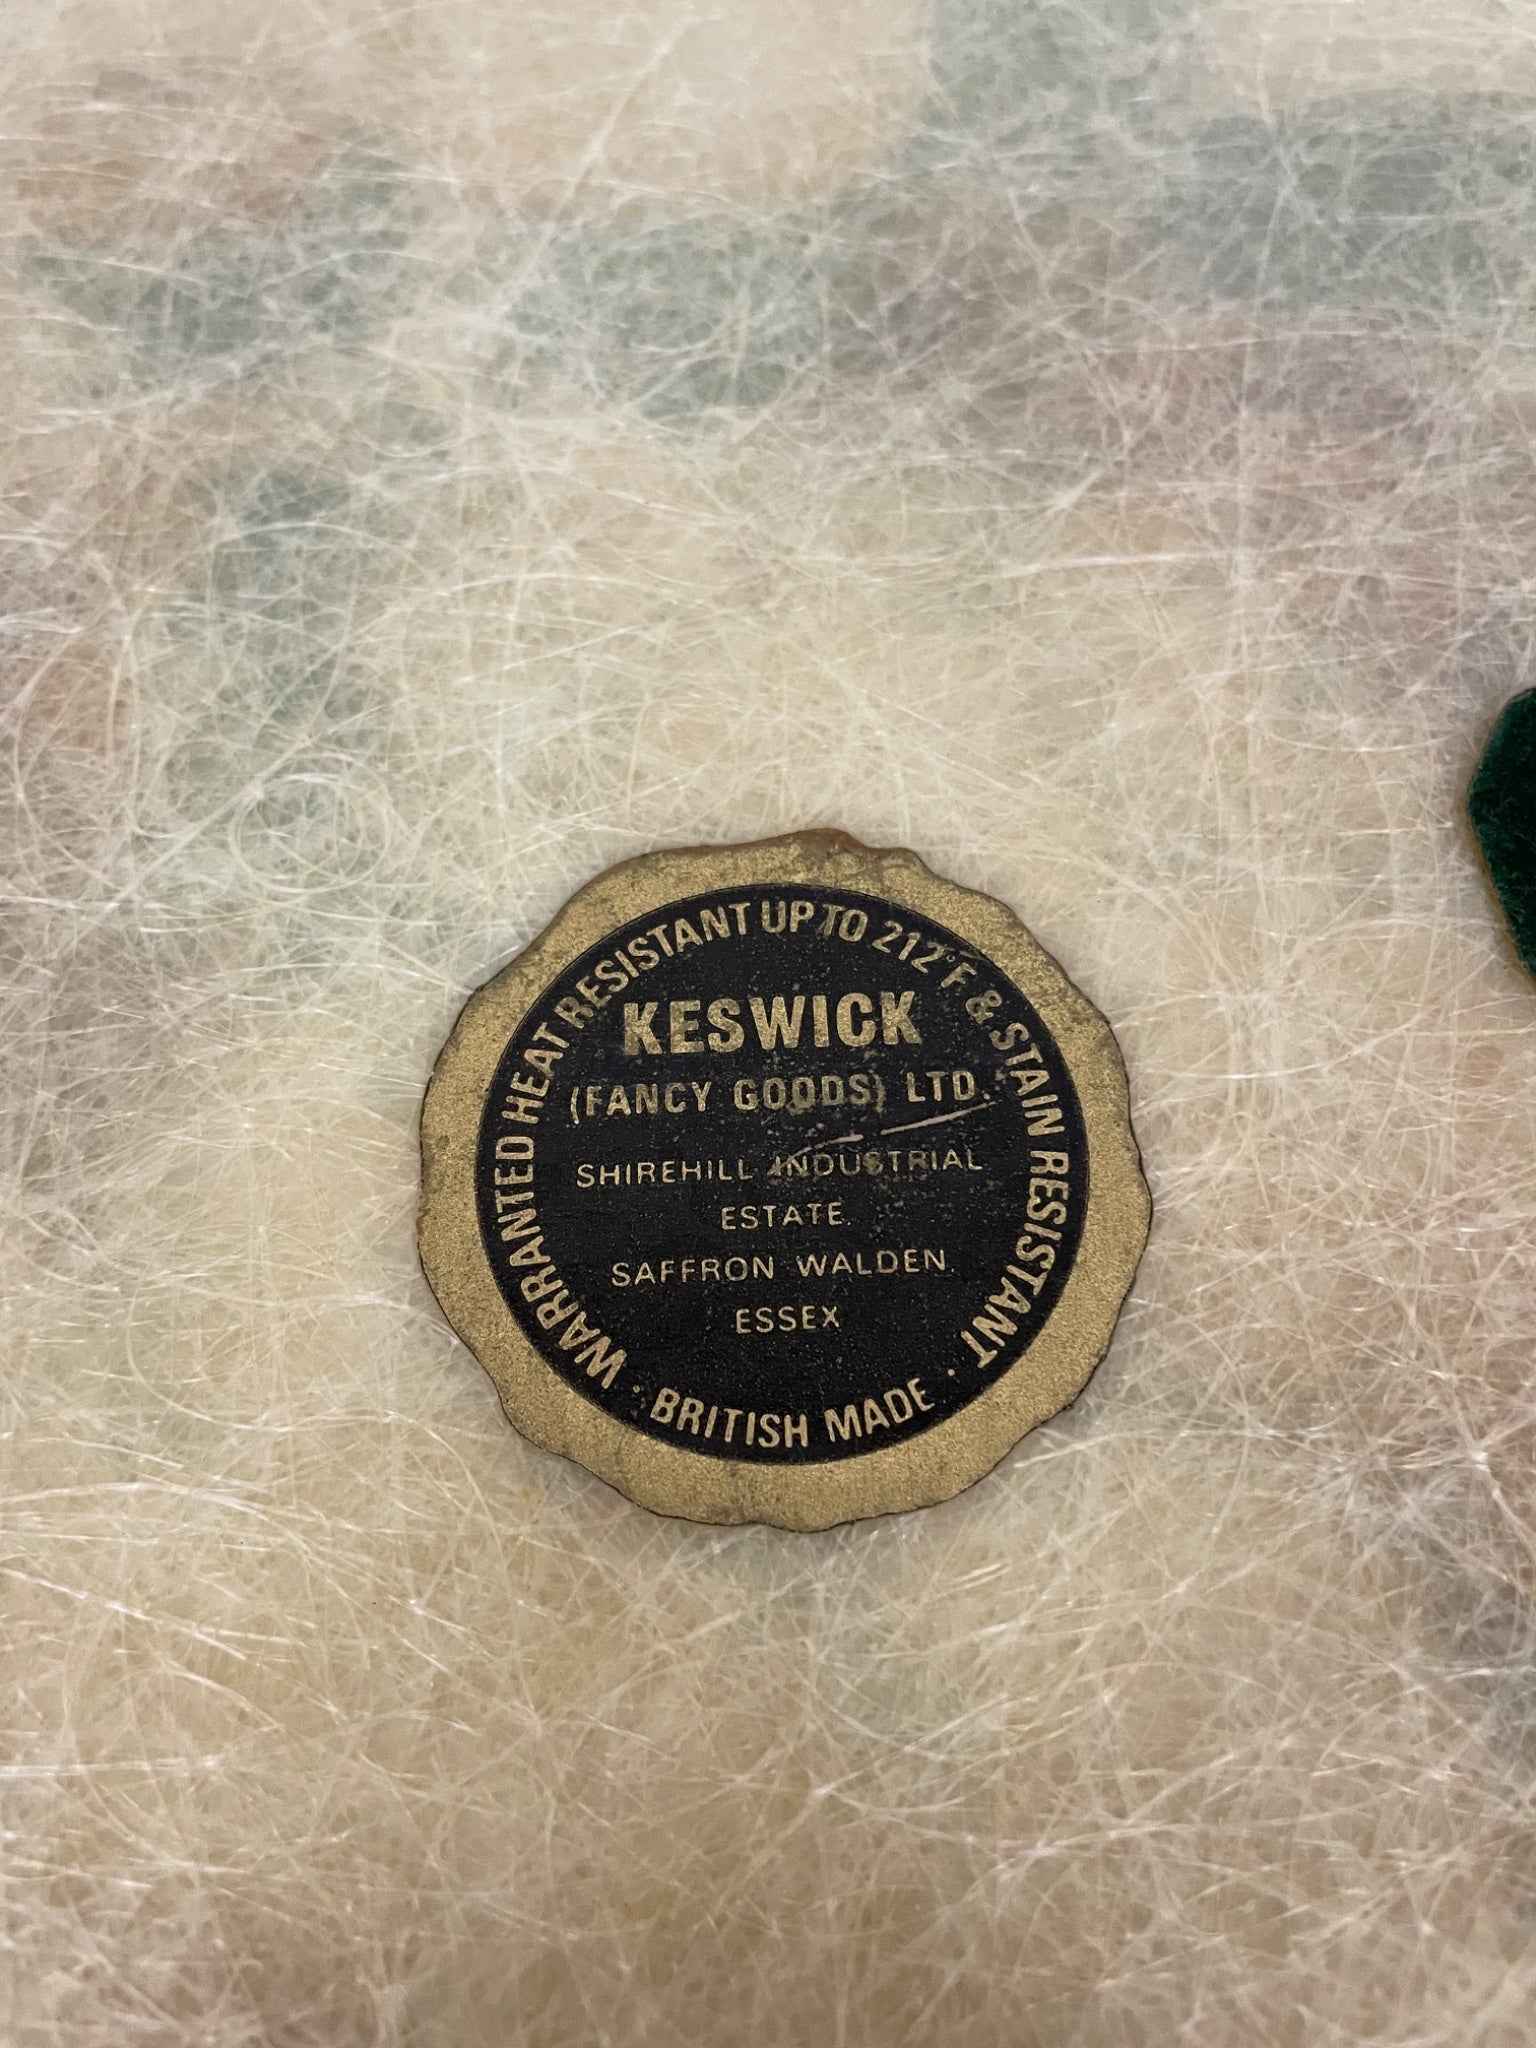 WARRANTED HEAT RESISTANT UP TO 212°F & STAIN RESISTANT
KESWICK
(FANCY GOODS) LTD.
SHIREHILL INDUSTRIAL
ESTATE.
SAFFRON WALDEN.
ESSEX
· BRITISH MADE ·